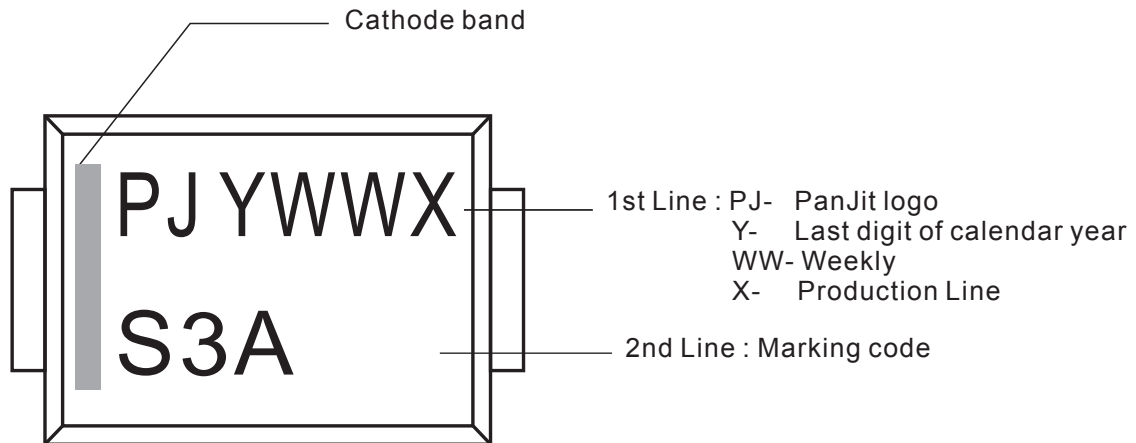 Cathode band
PJ YWWX
1st Line : PJ- PanJit logo
Y- Last digit of calendar year
WW- Weekly
X- Production Line
S3A
2nd Line : Marking code